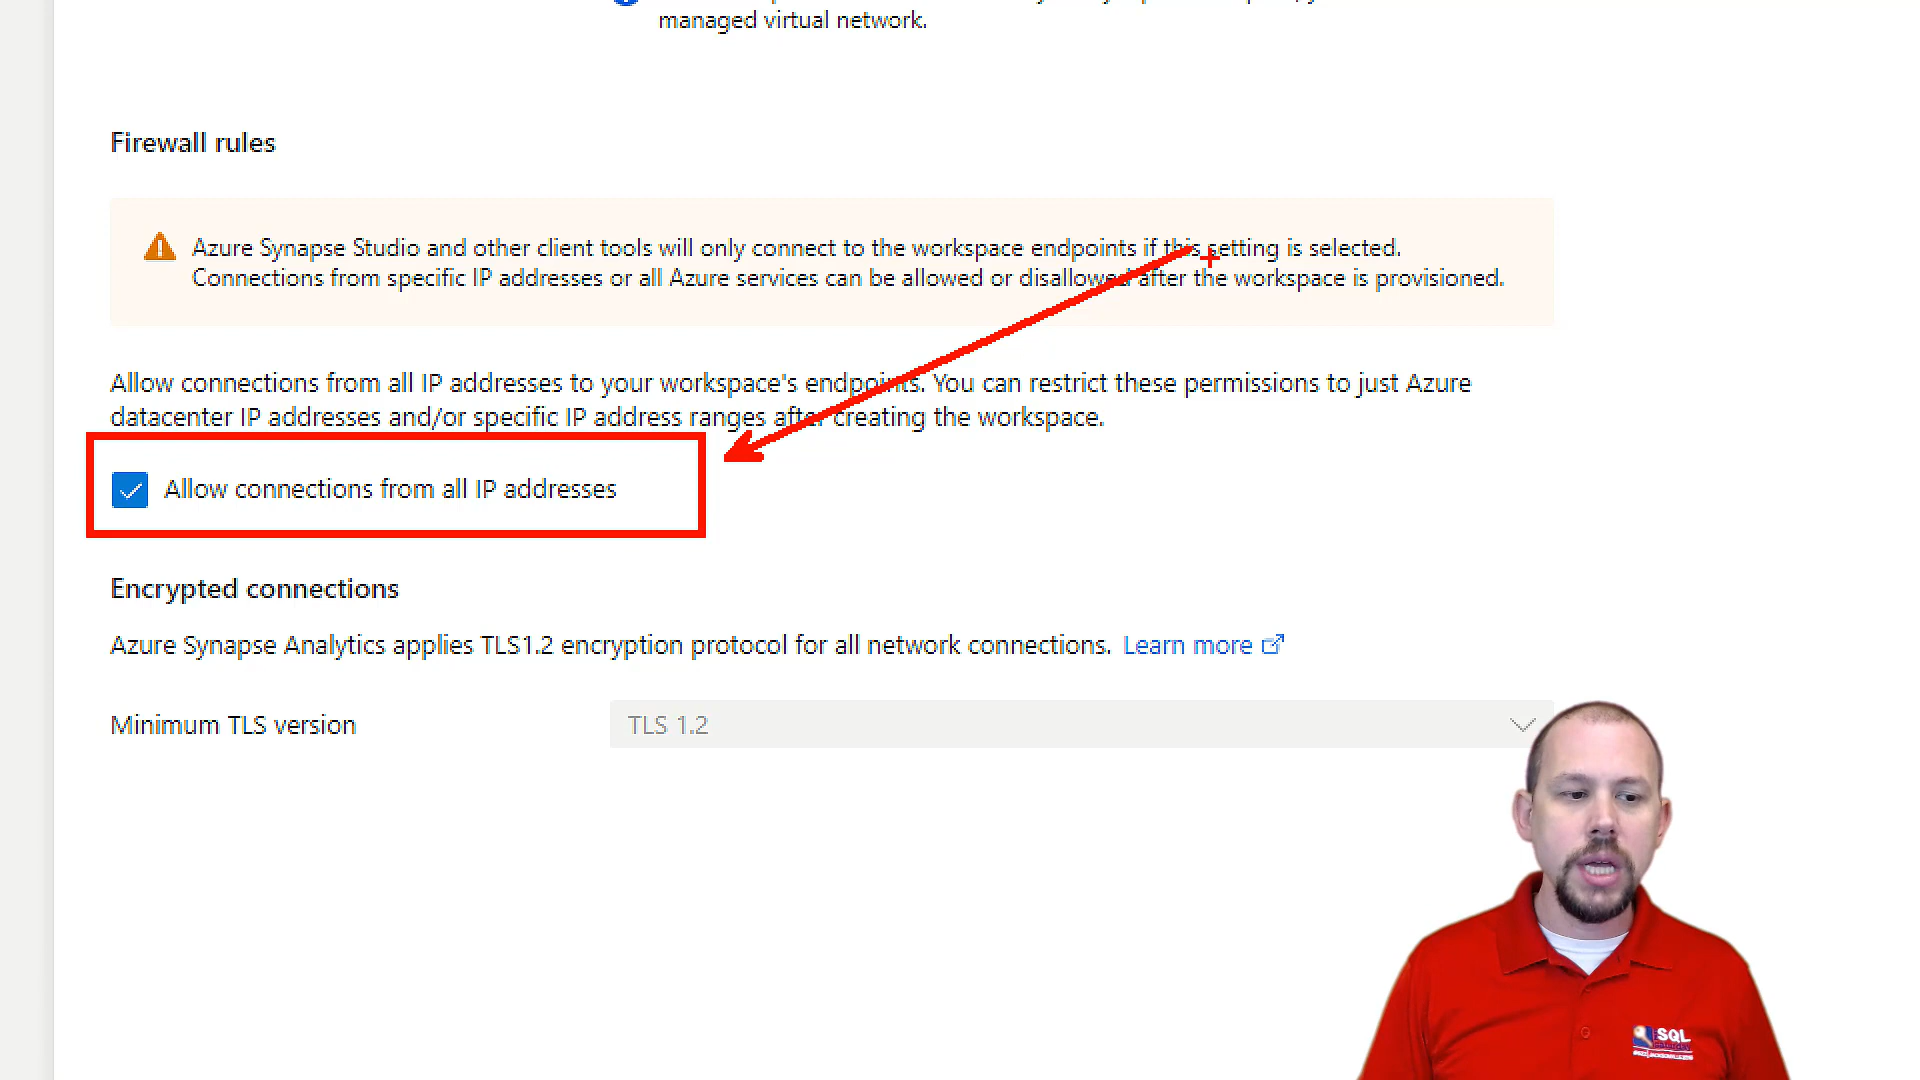 managed virtual network.
Firewall rules
Azure Synapse Studio and other client tools will only connect to the workspace endpoints if this setting is selected.
Connections from specific IP addresses or all Azure services can be allowed or disallowed after the workspace is provisioned.
Allow connections from all IP addresses to your workspace's endpoints. You can restrict these permissions to just Azure
datacenter IP addresses and/or specific IP address ranges after creating the workspace.
Allow connections from all IP addresses
Encrypted connections
Azure Synapse Analytics applies TLS1.2 encryption protocol for all network connections. Learn more
Minimum TLS version
TLS 1.2
SQL